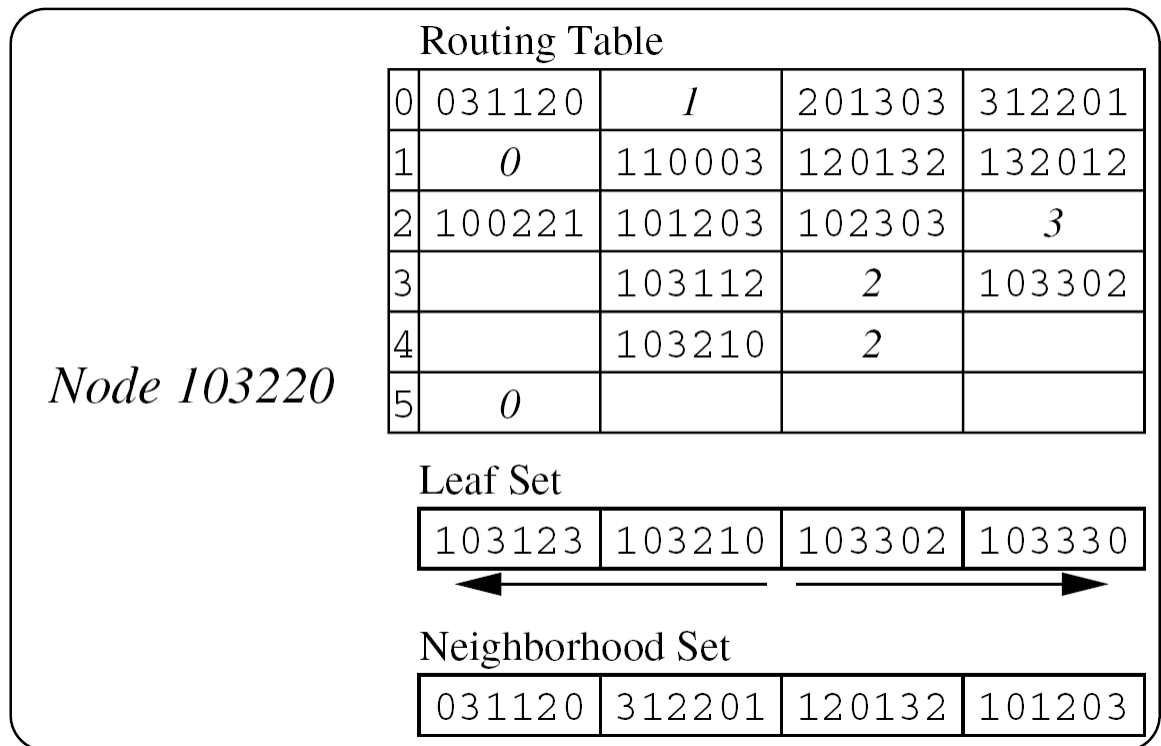 Routing Table
0 031120 1 201303 312201
1 0 110003 120132 132012
2 100221 101203 102303 3
3 103112 2 103302
4 103210 2
Node 103220
5 0
Leaf Set
103123 103210 103302 103330
Neighborhood Set
031120 312201 120132 101203